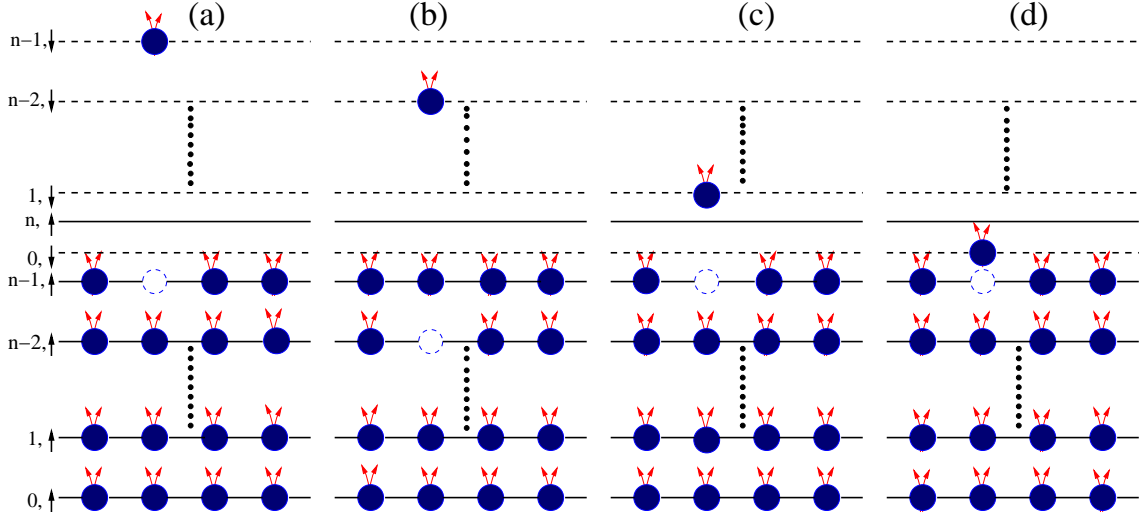 (a) (b) (c) (d)
n−1, ↓
n−2, ↓
1, ↓
n, ↑
0, ↓
n−1, ↑
n−2, ↑
1, ↑
0, ↑